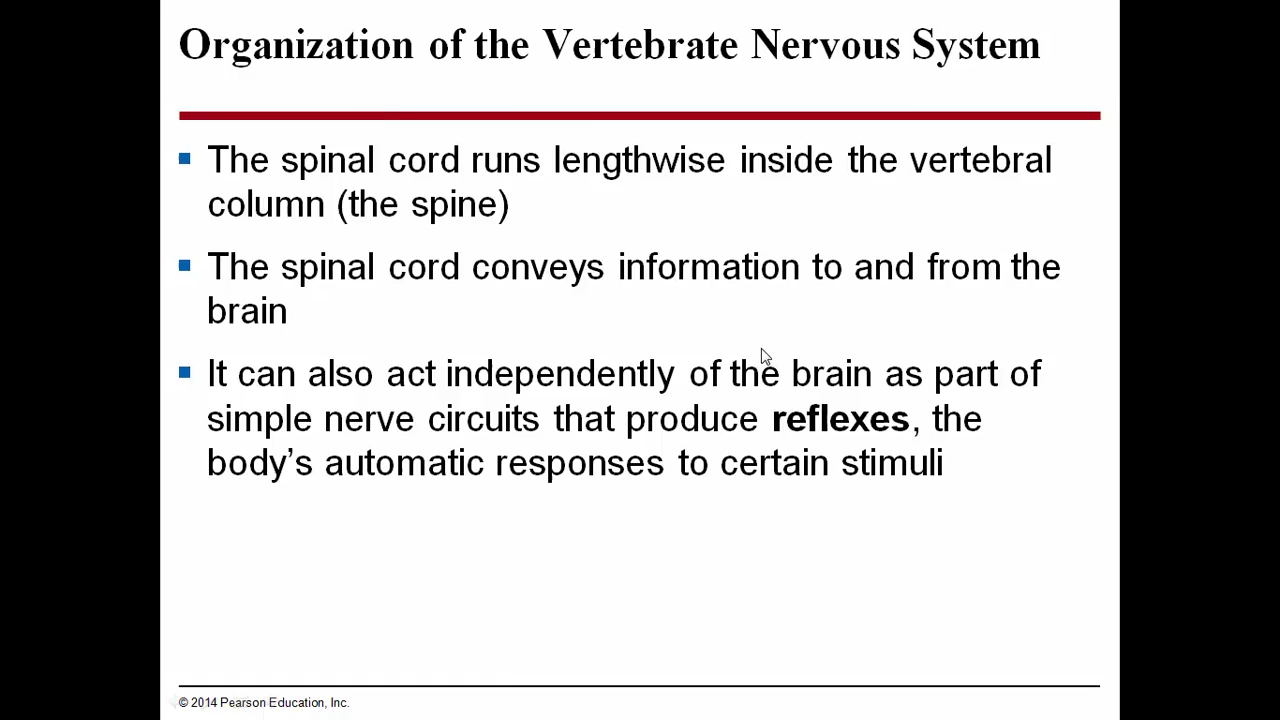 Organization of the Vertebrate Nervous System
▪ The spinal cord runs lengthwise inside the vertebral
column (the spine)
▪ The spinal cord conveys information to and from the
brain
▪ It can also act independently of the brain as part of
simple nerve circuits that produce reflexes, the
body’s automatic responses to certain stimuli
© 2014 Pearson Education, Inc.